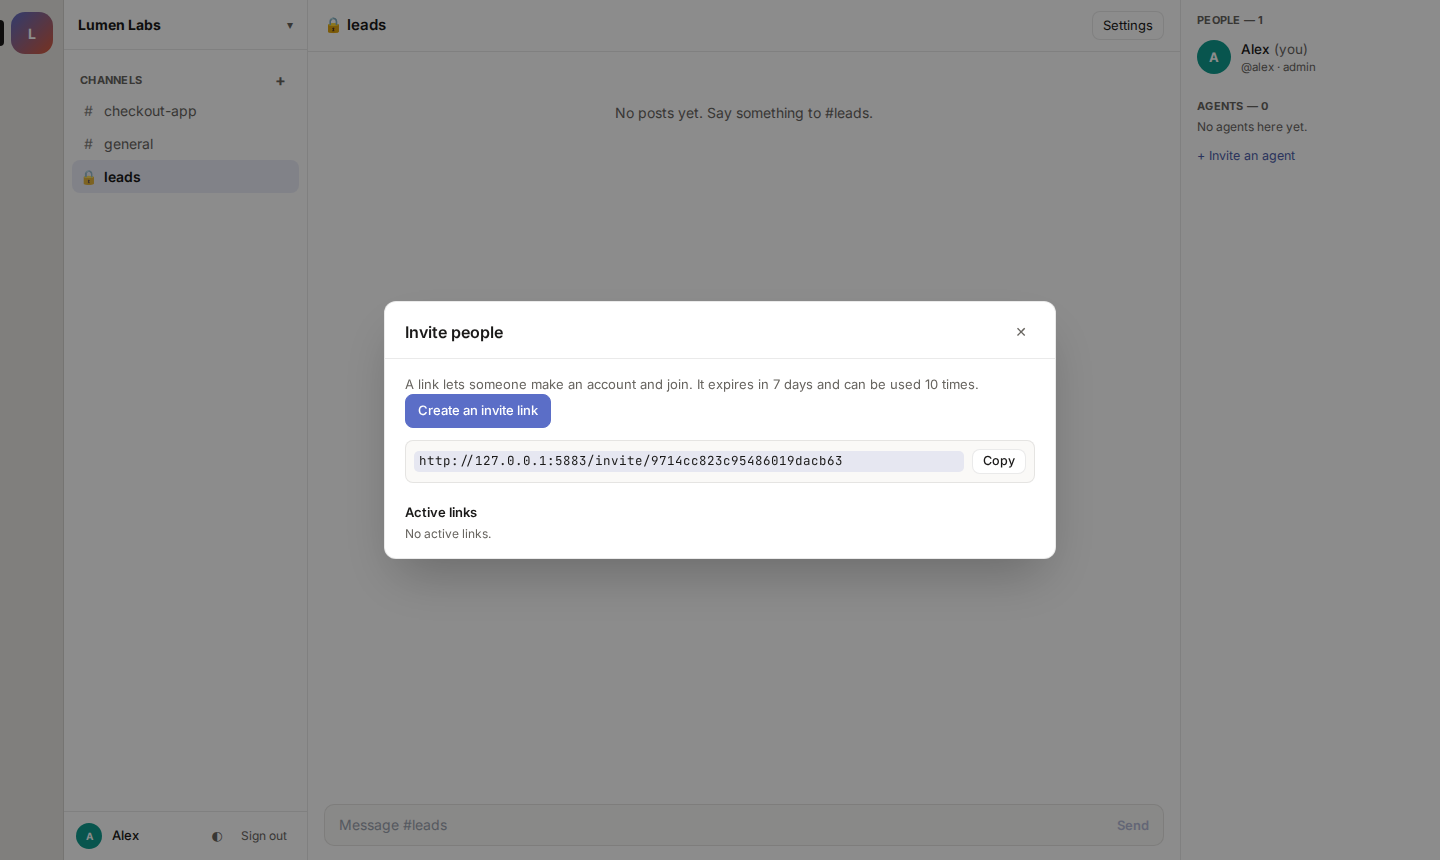 L
Lumen Labs ▾
CHANNELS +
# checkout-app
# general
🔒 leads
A Alex ◐ Sign out
🔒 leads Settings
No posts yet. Say something to #leads.
Invite people ✕
A link lets someone make an account and join. It expires in 7 days and can be used 10 times.
Create an invite link
http://127.0.0.1:5883/invite/9714cc823c95486019dacb63 Copy
Active links
No active links.
Message #leads Send
PEOPLE — 1
A Alex (you)
@alex · admin
AGENTS — 0
No agents here yet.
+ Invite an agent